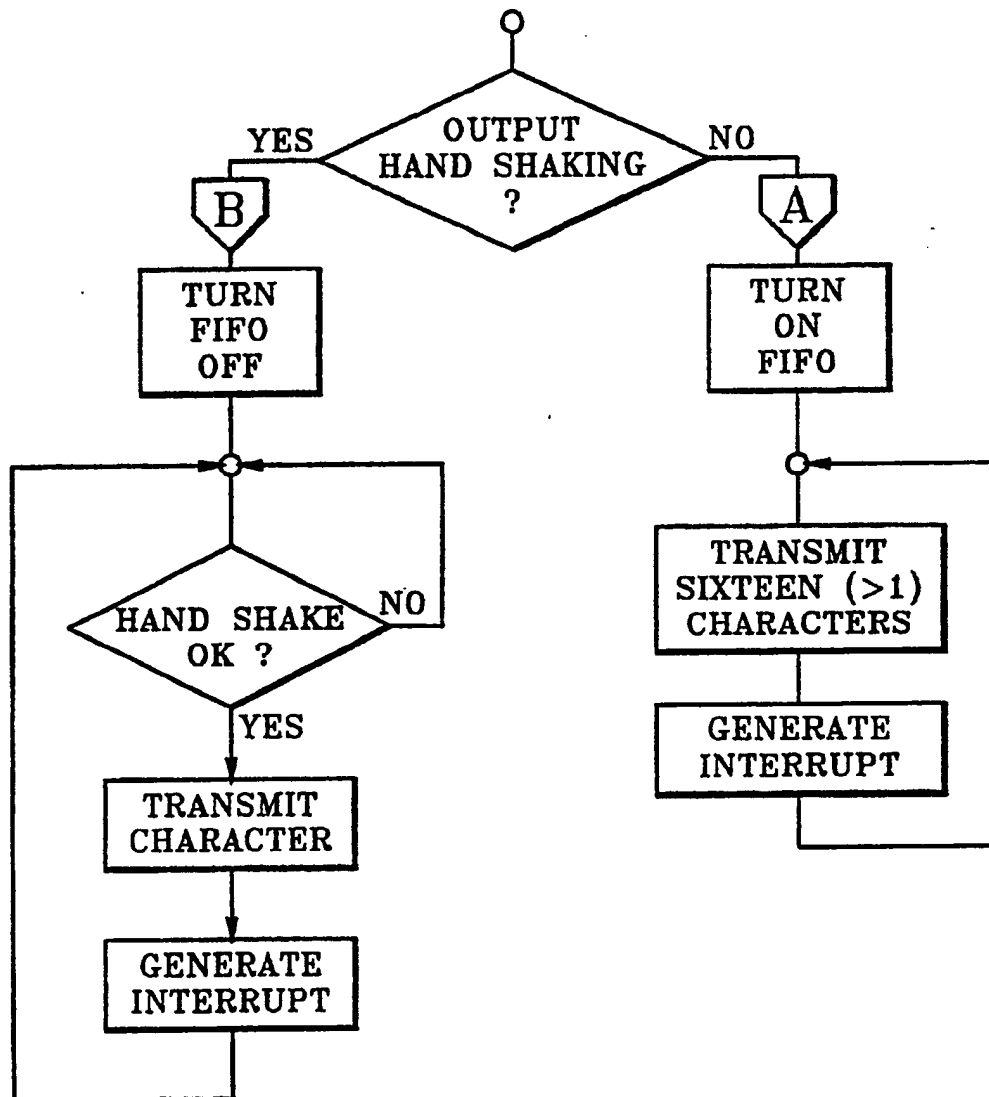 OUTPUT
HAND SHAKING
?
YES
NO
B
A
TURN
FIFO
OFF
TURN
ON
FIFO
HAND SHAKE
OK ?
NO
YES
TRANSMIT
CHARACTER
GENERATE
INTERRUPT
TRANSMIT
SIXTEEN (>1)
CHARACTERS
GENERATE
INTERRUPT